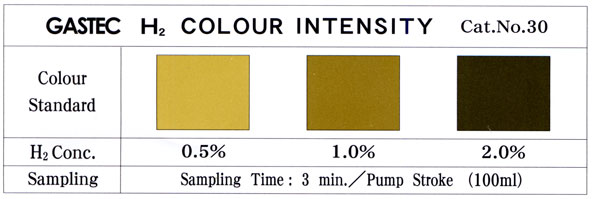 GASTEC H₂ COLOUR INTENSITY Cat.No.30
Colour
Standard
H₂ Conc. 0.5% 1.0% 2.0%
Sampling Sampling Time : 3 min.／Pump Stroke (100ml)